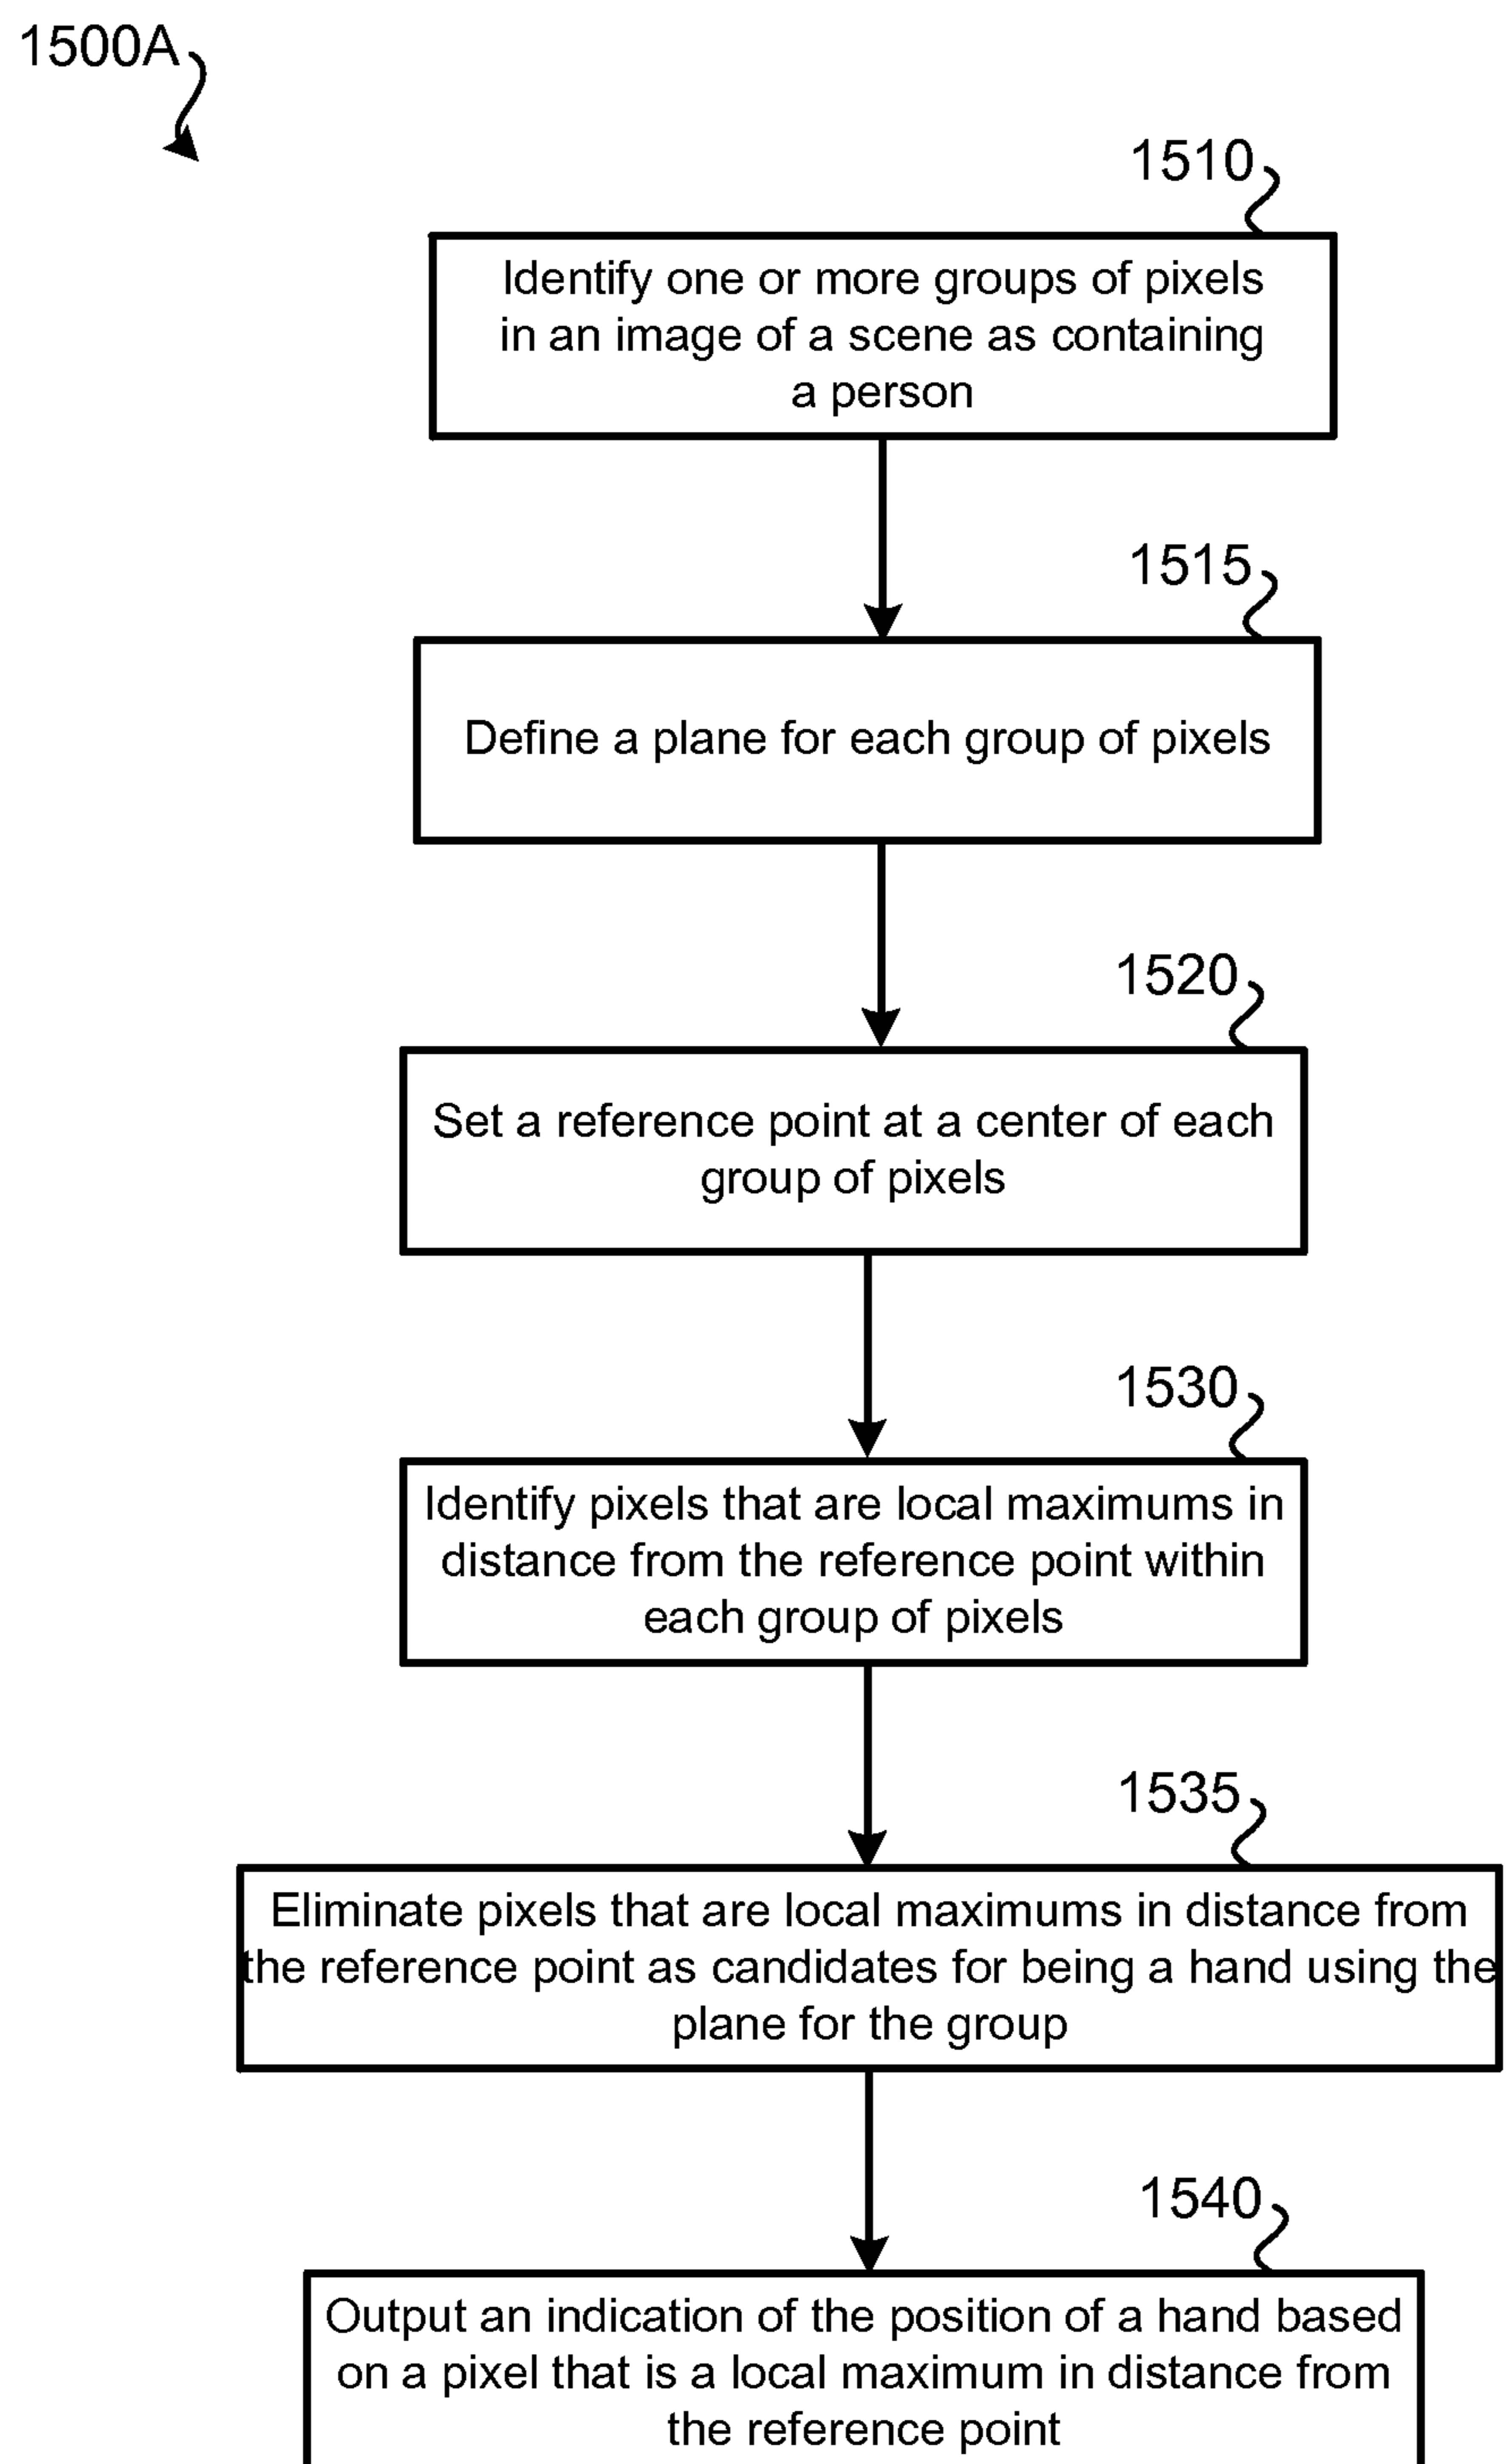 1500A
1510
Identify one or more groups of pixels
in an image of a scene as containing
a person
1515
Define a plane for each group of pixels
1520
Set a reference point at a center of each
group of pixels
1530
Identify pixels that are local maximums in
distance from the reference point within
each group of pixels
1535
Eliminate pixels that are local maximums in distance from
the reference point as candidates for being a hand using the
plane for the group
1540
Output an indication of the position of a hand based
on a pixel that is a local maximum in distance from
the reference point